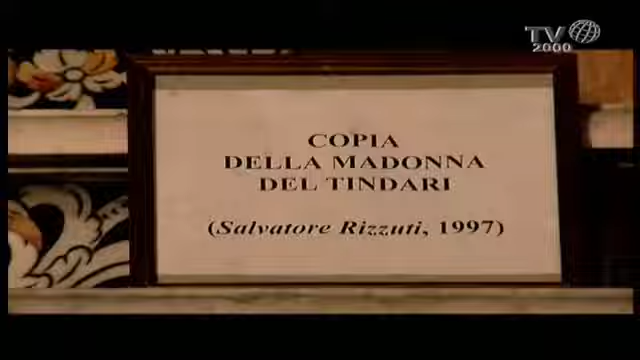 TV
2000
COPIA
DELLA MADONNA
DEL TINDARI
(Salvatore Rizzuti, 1997)